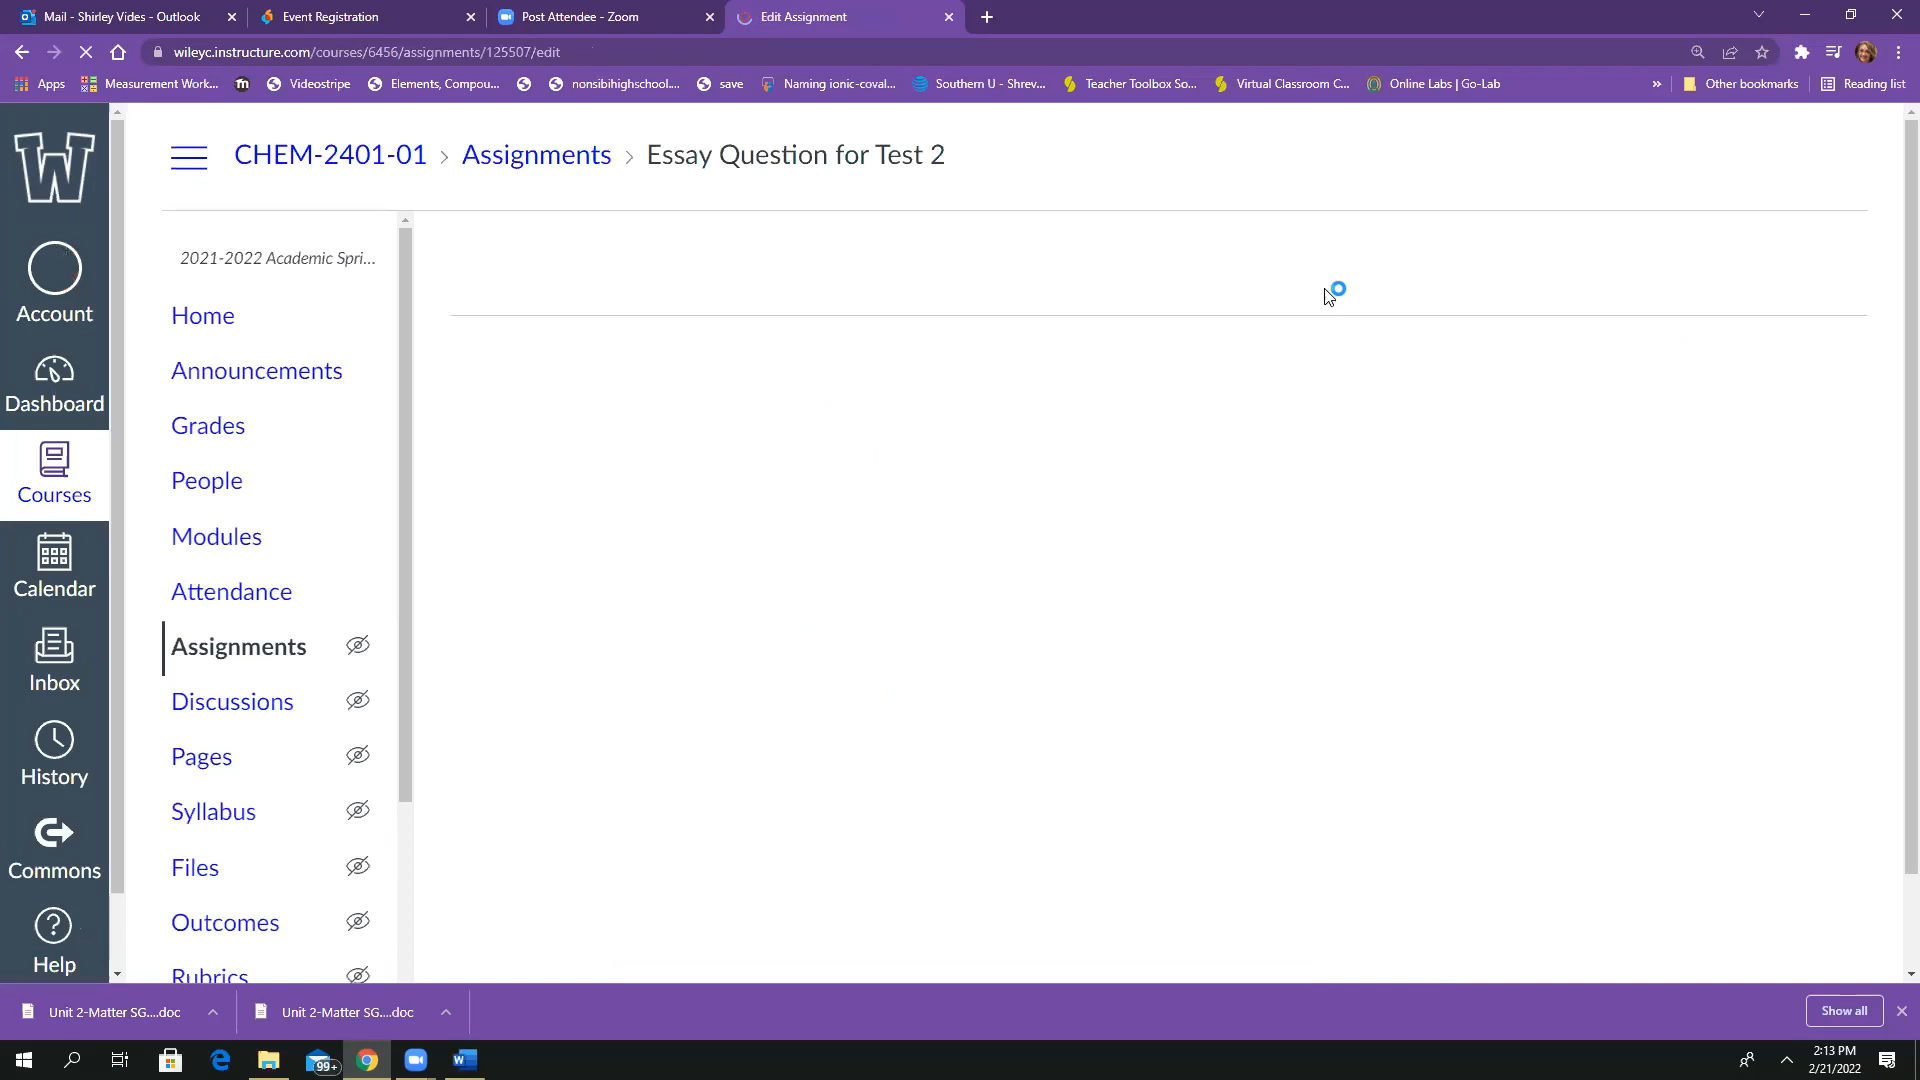 Mail - Shirley Vides - Outlook
Event Registration
Post Attendee - Zoom
Edit Assignment
wileyc.instructure.com/courses/6456/assignments/125507/edit
Apps
Measurement Work...
Videostripe
Elements, Compou...
nonsibihighschool....
save
Naming ionic-coval...
Southern U - Shrev...
Teacher Toolbox So...
Virtual Classroom C...
Online Labs | Go-Lab
»
Other bookmarks
Reading list
W
CHEM-2401-01 › Assignments › Essay Question for Test 2
Account
Dashboard
Courses
Calendar
Inbox
History
Commons
Help
2021-2022 Academic Spri...
Home
Announcements
Grades
People
Modules
Attendance
Assignments
Discussions
Pages
Syllabus
Files
Outcomes
Rubrics
Unit 2-Matter SG....doc
Unit 2-Matter SG....doc
Show all
99+
2:13 PM
2/21/2022